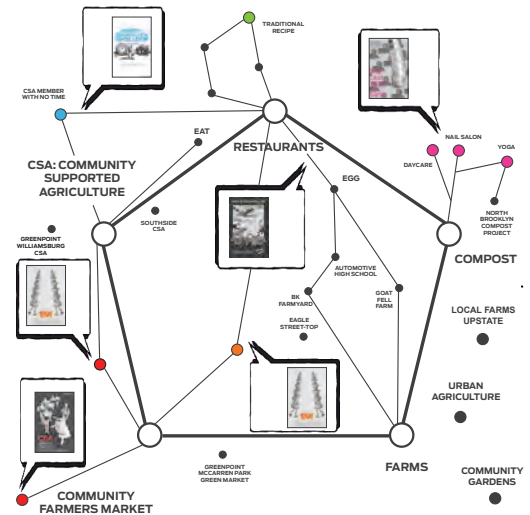 TRADITIONAL
RECIPE
CSA MEMBER
WITH NO TIME
EAT
RESTAURANTS
NAIL SALON
DAYCARE
YOGA
CSA: COMMUNITY
SUPPORTED
AGRICULTURE
EGG
SOUTHSIDE
CSA
NORTH
BROOKLYN
COMPOST
PROJECT
GREENPOINT
WILLIAMSBURG
CSA
COMPOST
AUTOMOTIVE
HIGH SCHOOL
BK
FARMYARD
GOAT
FELL
FARM
EAGLE
STREET-TOP
LOCAL FARMS
UPSTATE
URBAN
AGRICULTURE
GREENPOINT
MCCARREN PARK
GREEN MARKET
FARMS
COMMUNITY
GARDENS
COMMUNITY
FARMERS MARKET